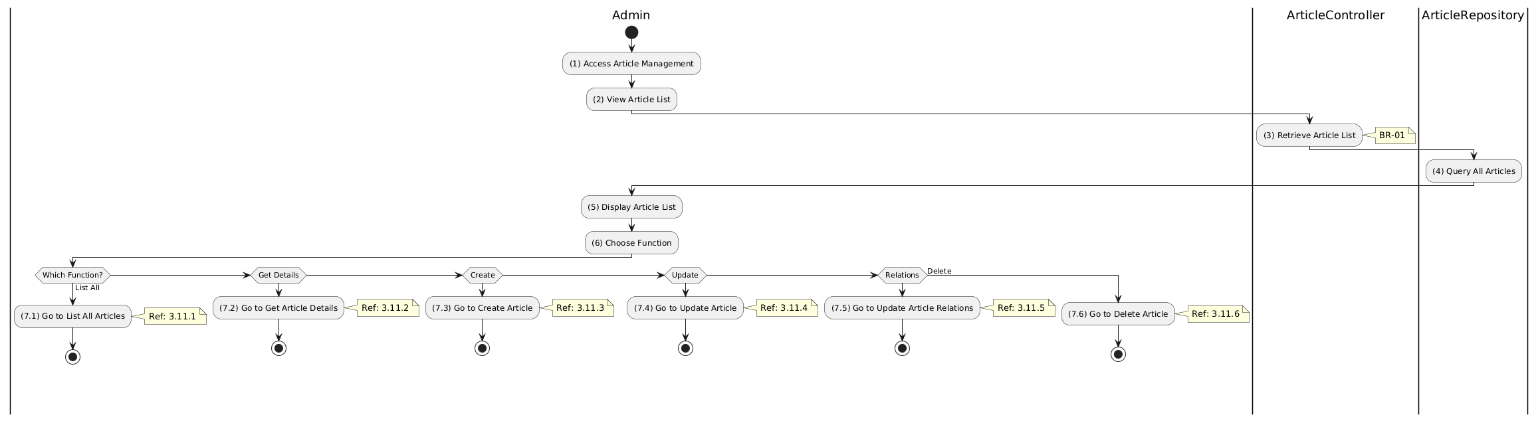 Admin
ArticleController
ArticleRepository
(1) Access Article Management
(2) View Article List
(3) Retrieve Article List
BR-01
(4) Query All Articles
(5) Display Article List
(6) Choose Function
Which Function?
Get Details
Create
Update
Relations
Delete
List All
(7.1) Go to List All Articles
Ref: 3.11.1
(7.2) Go to Get Article Details
Ref: 3.11.2
(7.3) Go to Create Article
Ref: 3.11.3
(7.4) Go to Update Article
Ref: 3.11.4
(7.5) Go to Update Article Relations
Ref: 3.11.5
(7.6) Go to Delete Article
Ref: 3.11.6